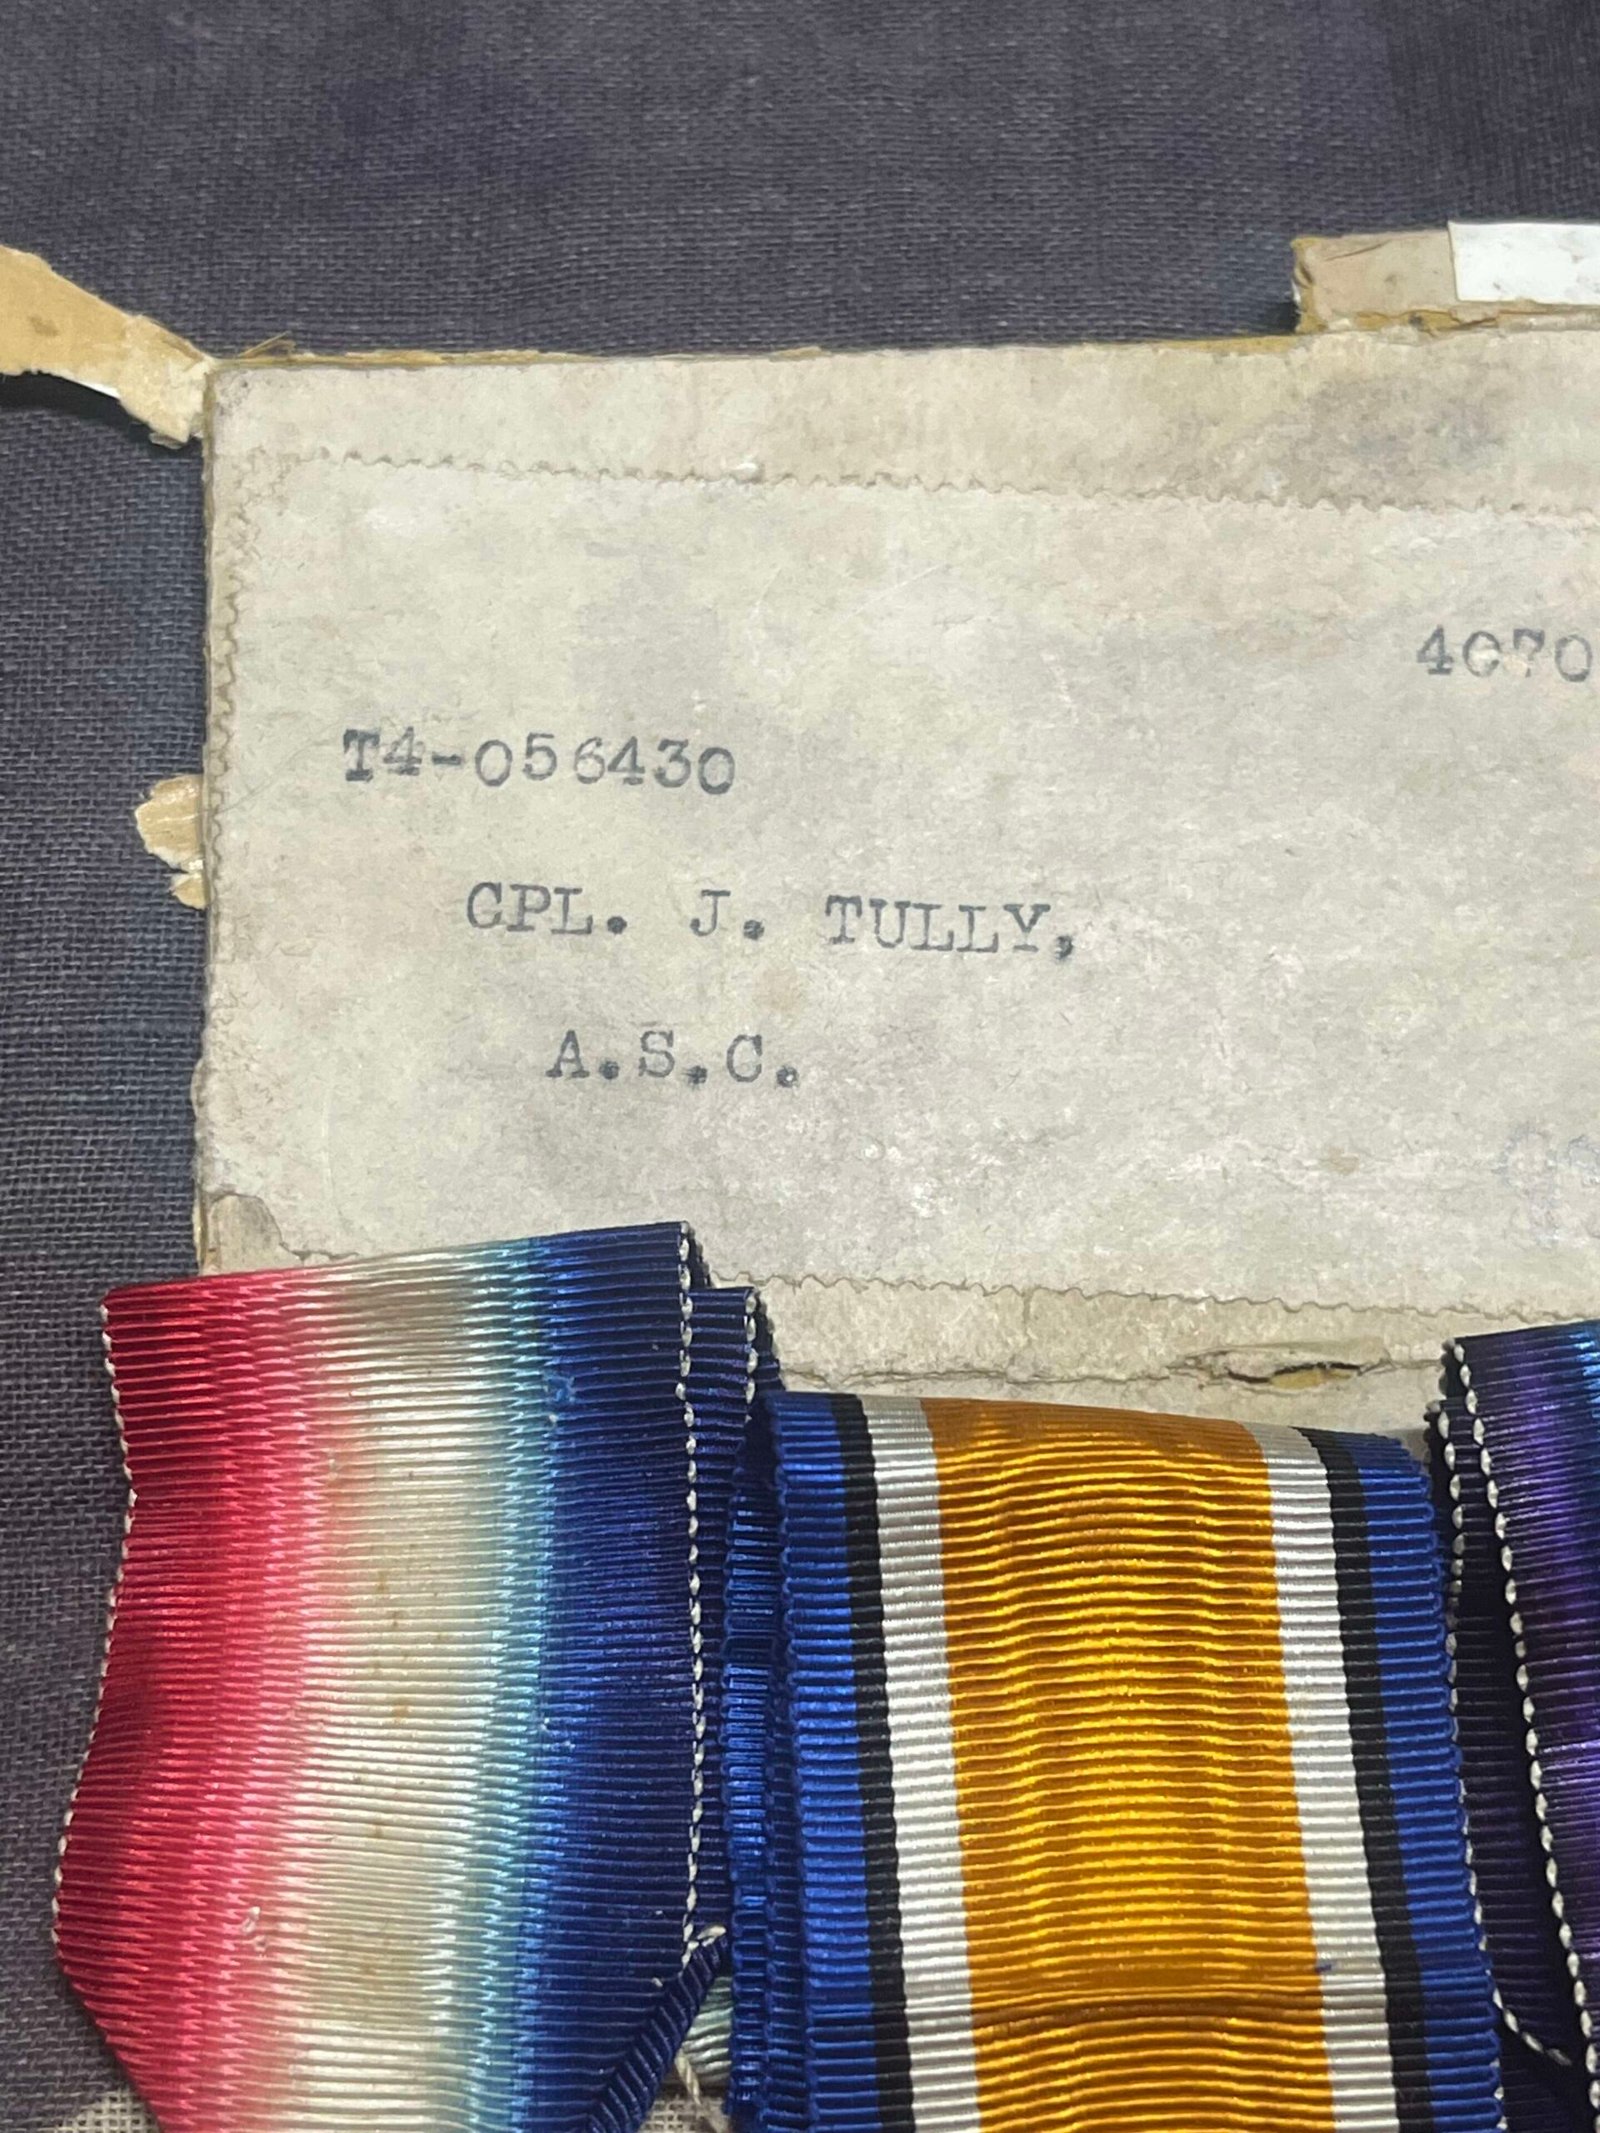 4070
T4-056430
CPL. J. TULLY,
A.S.C.